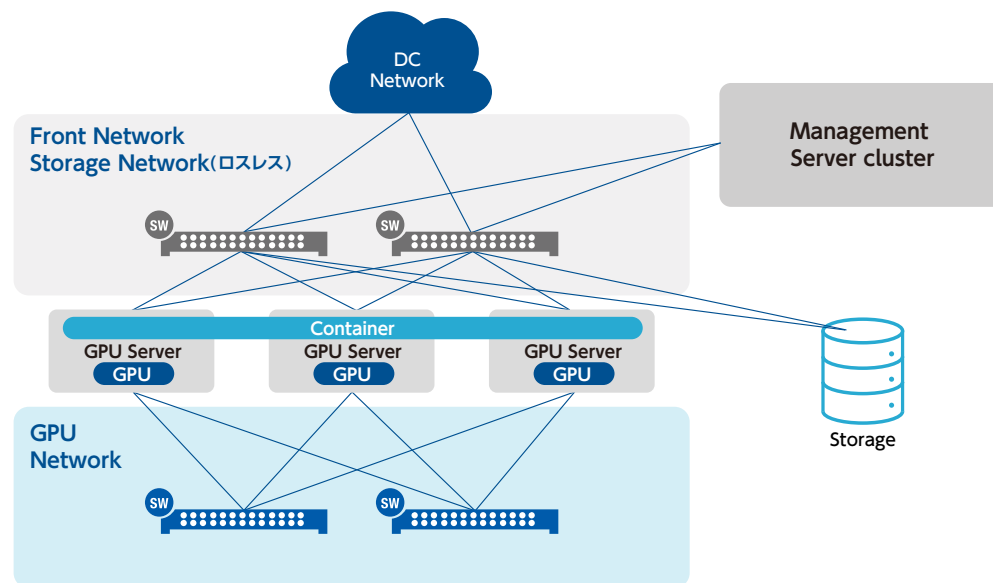 DC
Network
Front Network
Storage Network(ロスレス)
Management
Server cluster
SW
SW
Container
GPU Server
GPU Server
GPU Server
GPU
GPU
GPU
GPU
Network
Storage
SW
SW